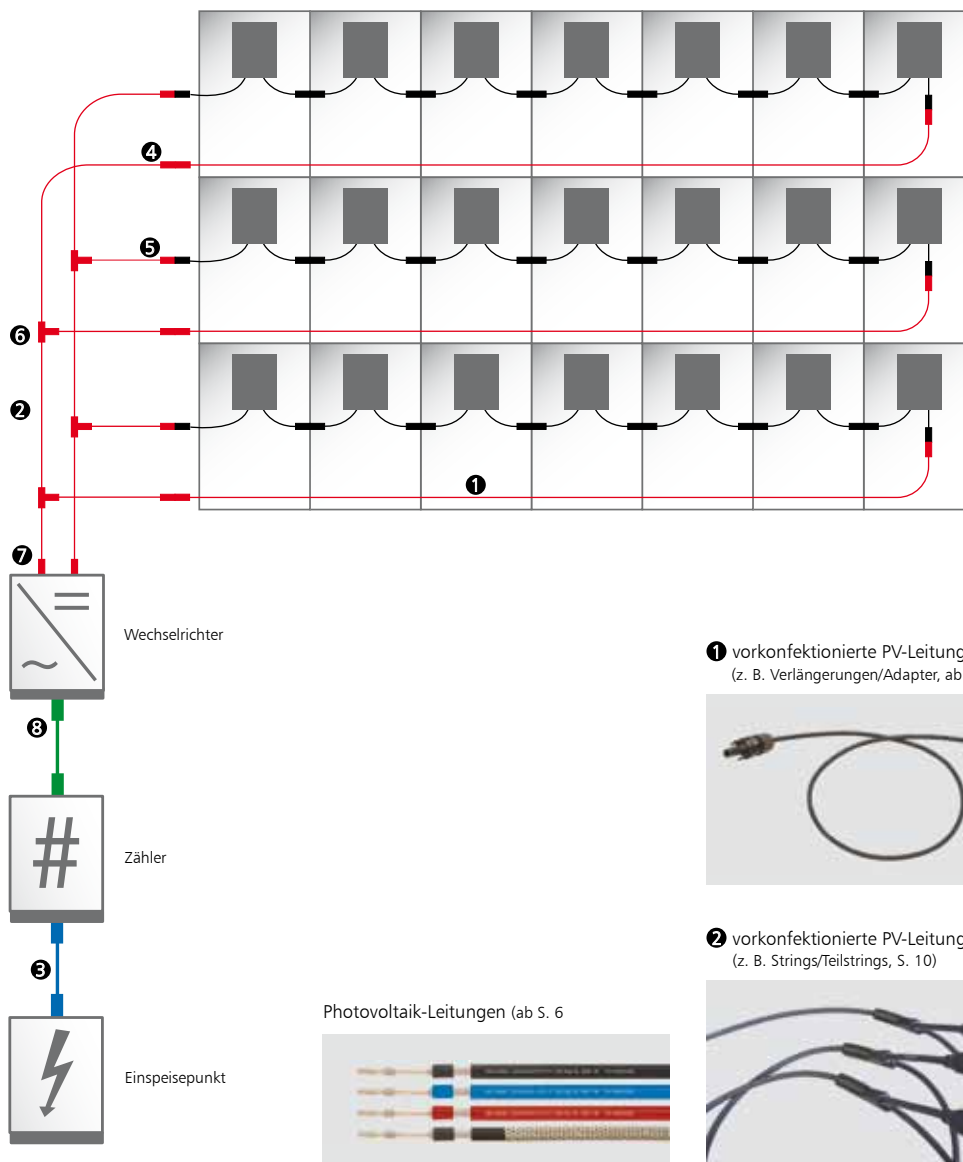 ❹
❺
❻
❷
❶
❼
Wechselrichter
❶ vorkonfektionierte PV-Leitung
(z. B. Verlängerungen/Adapter, ab
❽
#
Zähler
❷ vorkonfektionierte PV-Leitung
(z. B. Strings/Teilstrings, S. 10)
❸
Photovoltaik-Leitungen (ab S. 6
Einspeisepunkt